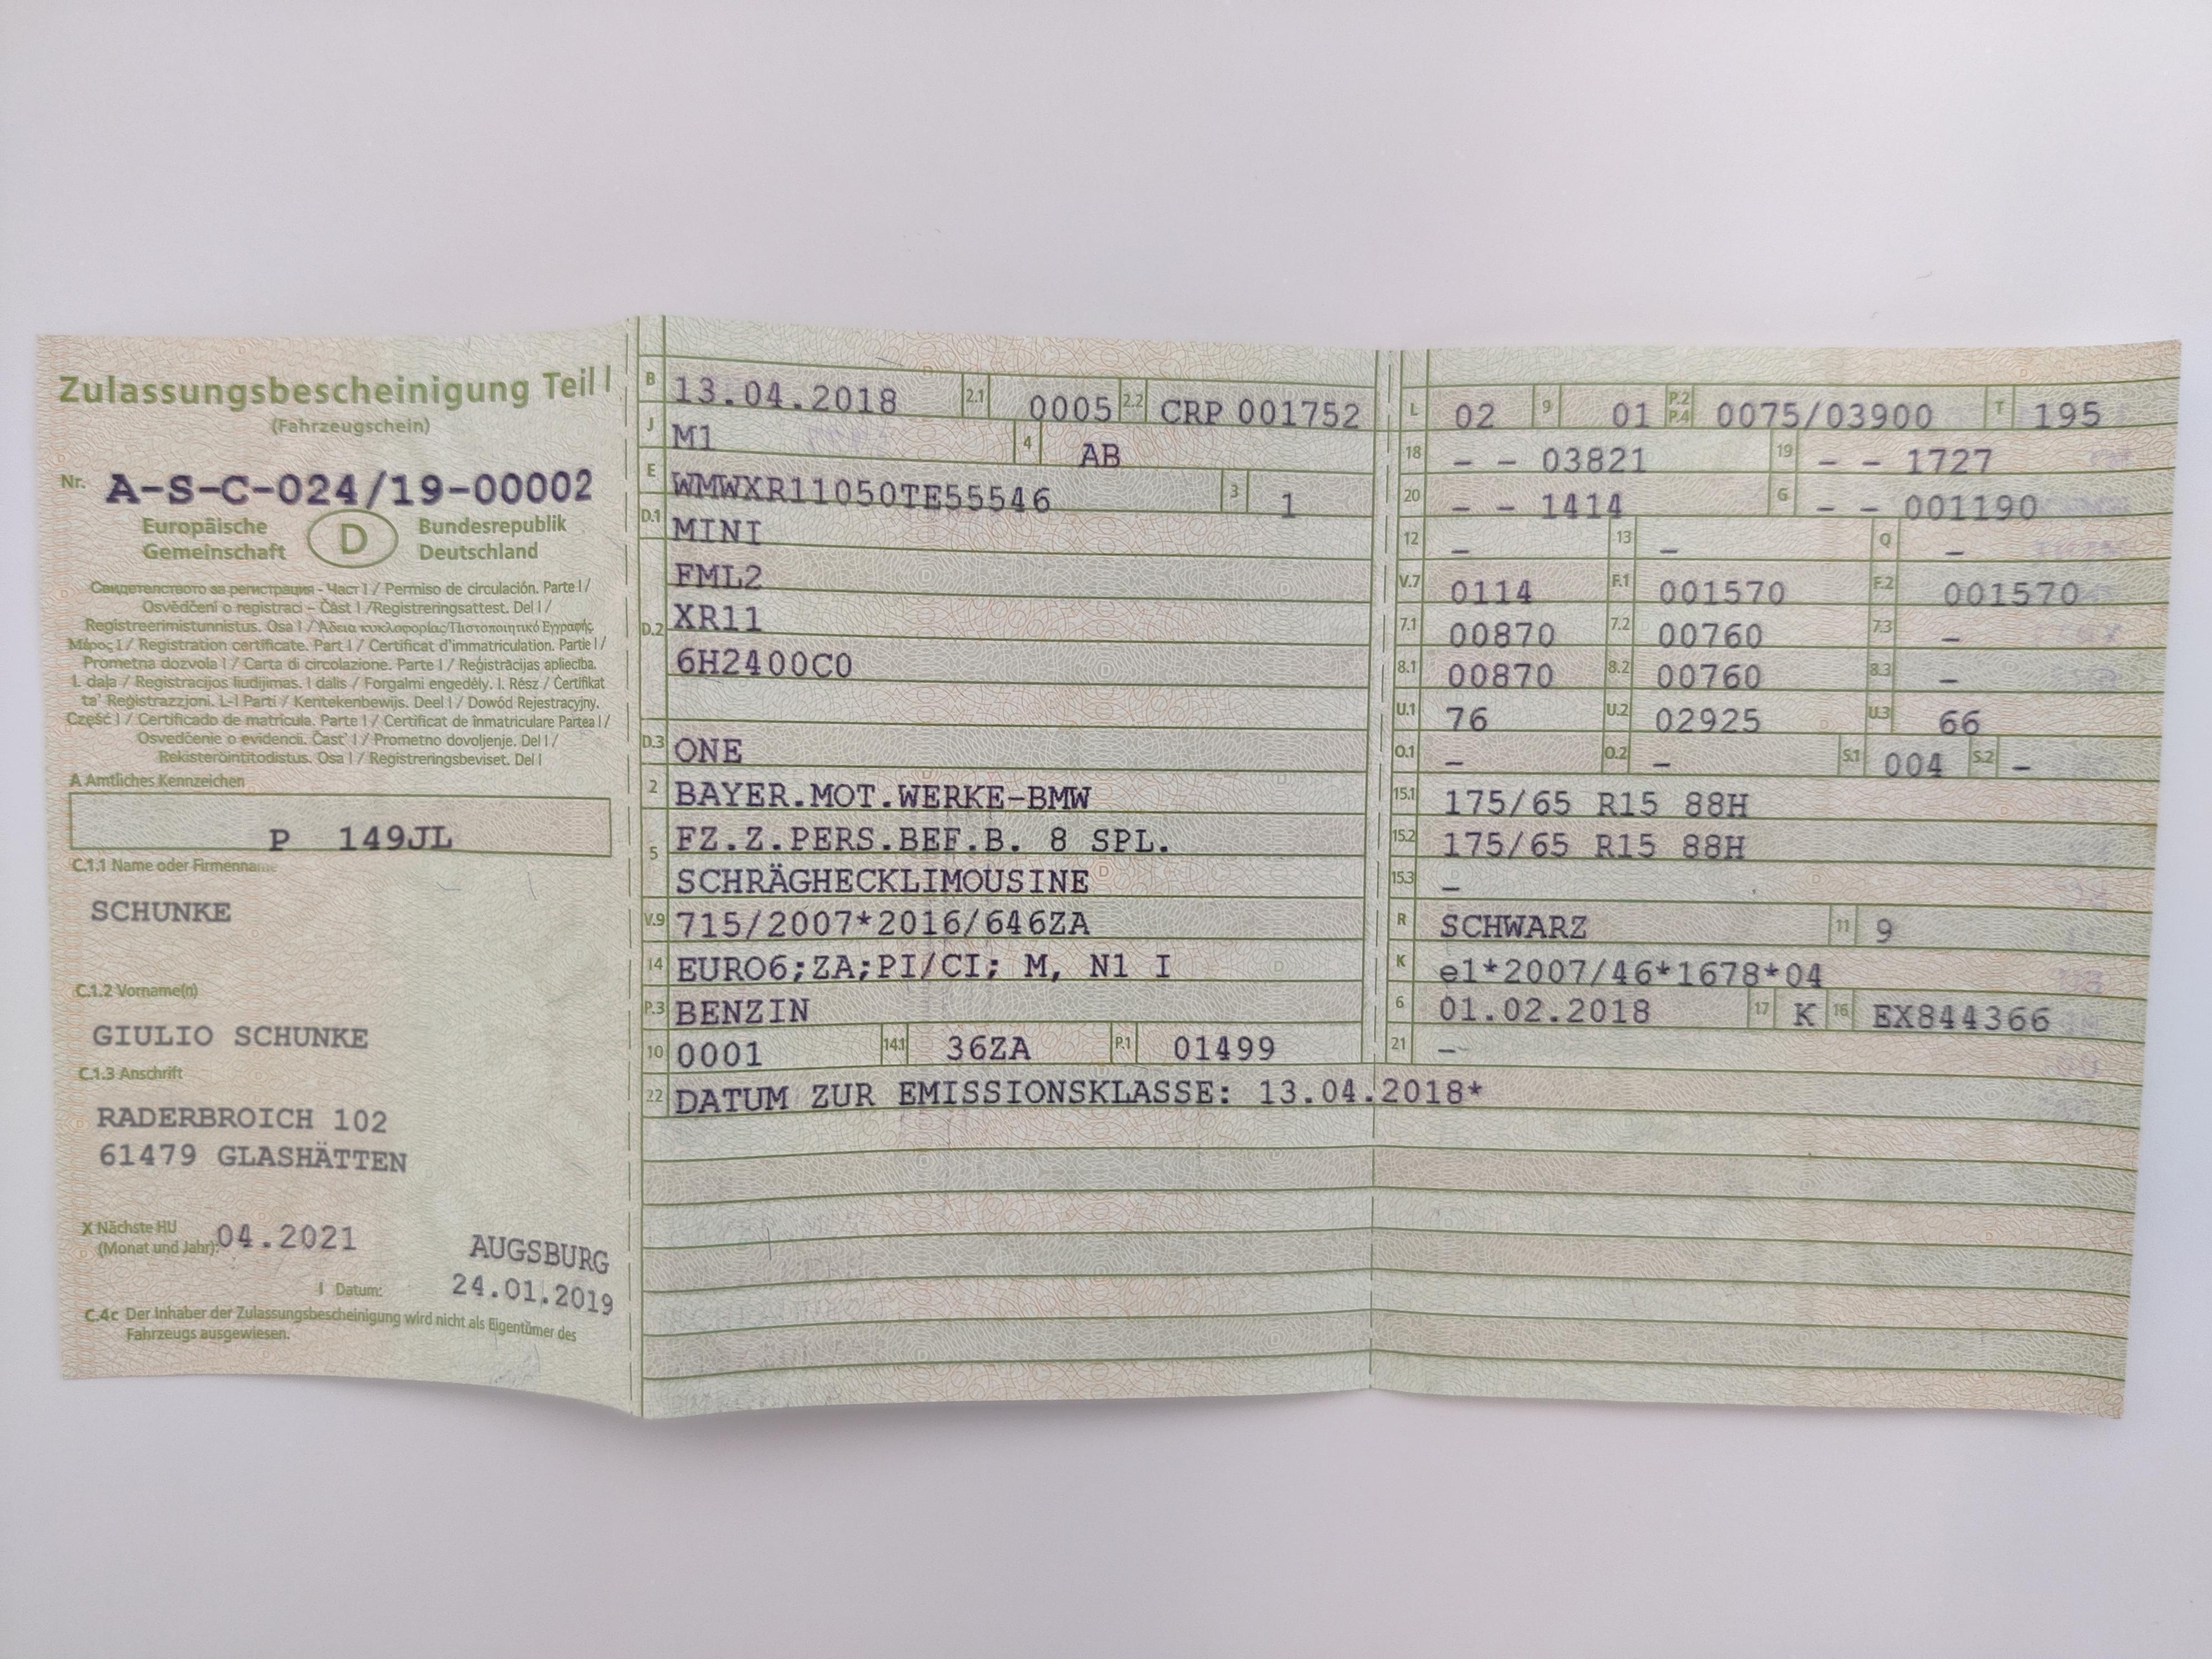 Zulassungsbescheinigung Teil I
(Fahrzeugschein)
Nr. A-S-C-024/19-00002
Europäische Gemeinschaft D Bundesrepublik Deutschland
Свидетелство за регистрация - Част I / Permiso de circulación. Parte I /
Osvědčení o registraci – Část I /Registreringsattest. Del I /
Registreerimistunnistus. Osa I / Άδεια κυκλοφορίας/Πιστοποιητικό Εγγραφής
Μέρος I / Registration certificate. Part I / Certificat d'immatriculation. Partie I /
Prometna dozvola I / Carta di circolazione. Parte I / Reģistrācijas apliecība.
I. daļa / Registracijos liudijimas. I dalis / Forgalmi engedély. I. Rész / Ċertifikat
ta' Reġistrazzjoni. L-I Parti / Kentekenbewijs. Deel I / Dowód Rejestracyjny.
Część I / Certificado de matrícula. Parte I / Certificat de înmatriculare Partea I /
Osvedčenie o evidencii. Časť I / Prometno dovoljenje. Del I /
Rekisteröintitodistus. Osa I / Registreringsbeviset. Del I
A Amtliches Kennzeichen
P 149JL
C.1.1 Name oder Firmenname
SCHUNKE
C.1.2 Vorname(n)
GIULIO SCHUNKE
C.1.3 Anschrift
RADERBROICH 102
61479 GLASHÄTTEN
X Nächste HU
(Monat und Jahr): 04.2021
AUGSBURG
I Datum: 24.01.2019
C.4c Der Inhaber der Zulassungsbescheinigung wird nicht als Eigentümer des
Fahrzeugs ausgewiesen.
B 13.04.2018 2.1 0005 2.2 CRP 001752
J M1 4 AB
E WMWXR11050TE55546 3 1
D.1 MINI
FML2
D.2 XR11
6H2400C0
D.3 ONE
2 BAYER.MOT.WERKE-BMW
5 FZ.Z.PERS.BEF.B. 8 SPL.
SCHRÄGHECKLIMOUSINE
V.9 715/2007*2016/646ZA
14 EURO6;ZA;PI/CI; M, N1 I
P.3 BENZIN
10 0001 14.1 36ZA P.1 01499
22 DATUM ZUR EMISSIONSKLASSE: 13.04.2018*
L 02 9 01 P.2 P.4 0075/03900 T 195
18 – – 03821 19 – – 1727
20 – – 1414 G – – 001190
12 – 13 – Q –
V.7 0114 F.1 001570 F.2 001570
7.1 00870 7.2 00760 7.3 –
8.1 00870 8.2 00760 8.3 –
U.1 76 U.2 02925 U.3 66
O.1 – O.2 – S.1 004 S.2 –
15.1 175/65 R15 88H
15.2 175/65 R15 88H
15.3 –
R SCHWARZ 11 9
K e1*2007/46*1678*04
6 01.02.2018 17 K 16 EX844366
21 –